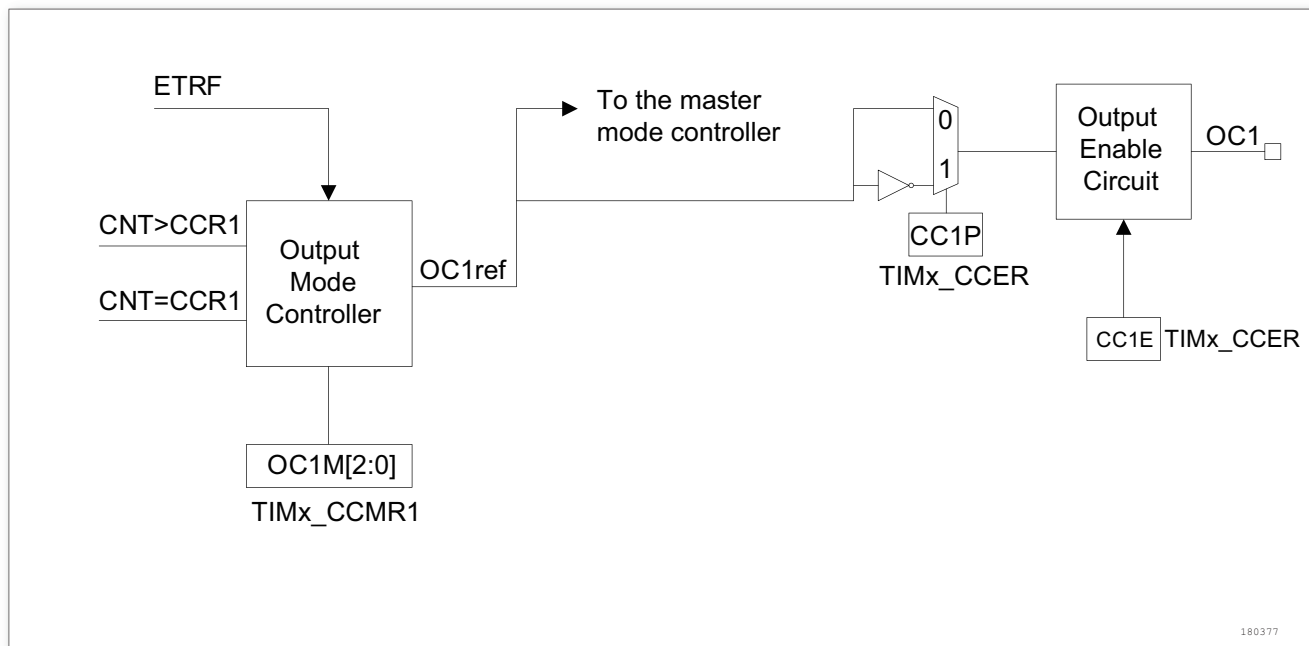 ETRF
To the master
mode controller
0
1
Output
Enable
Circuit
OC1
CNT>CCR1
CNT=CCR1
Output
Mode
Controller
OC1ref
CC1P
TIMx_CCER
CC1E
TIMx_CCER
OC1M[2:0]
TIMx_CCMR1
180377